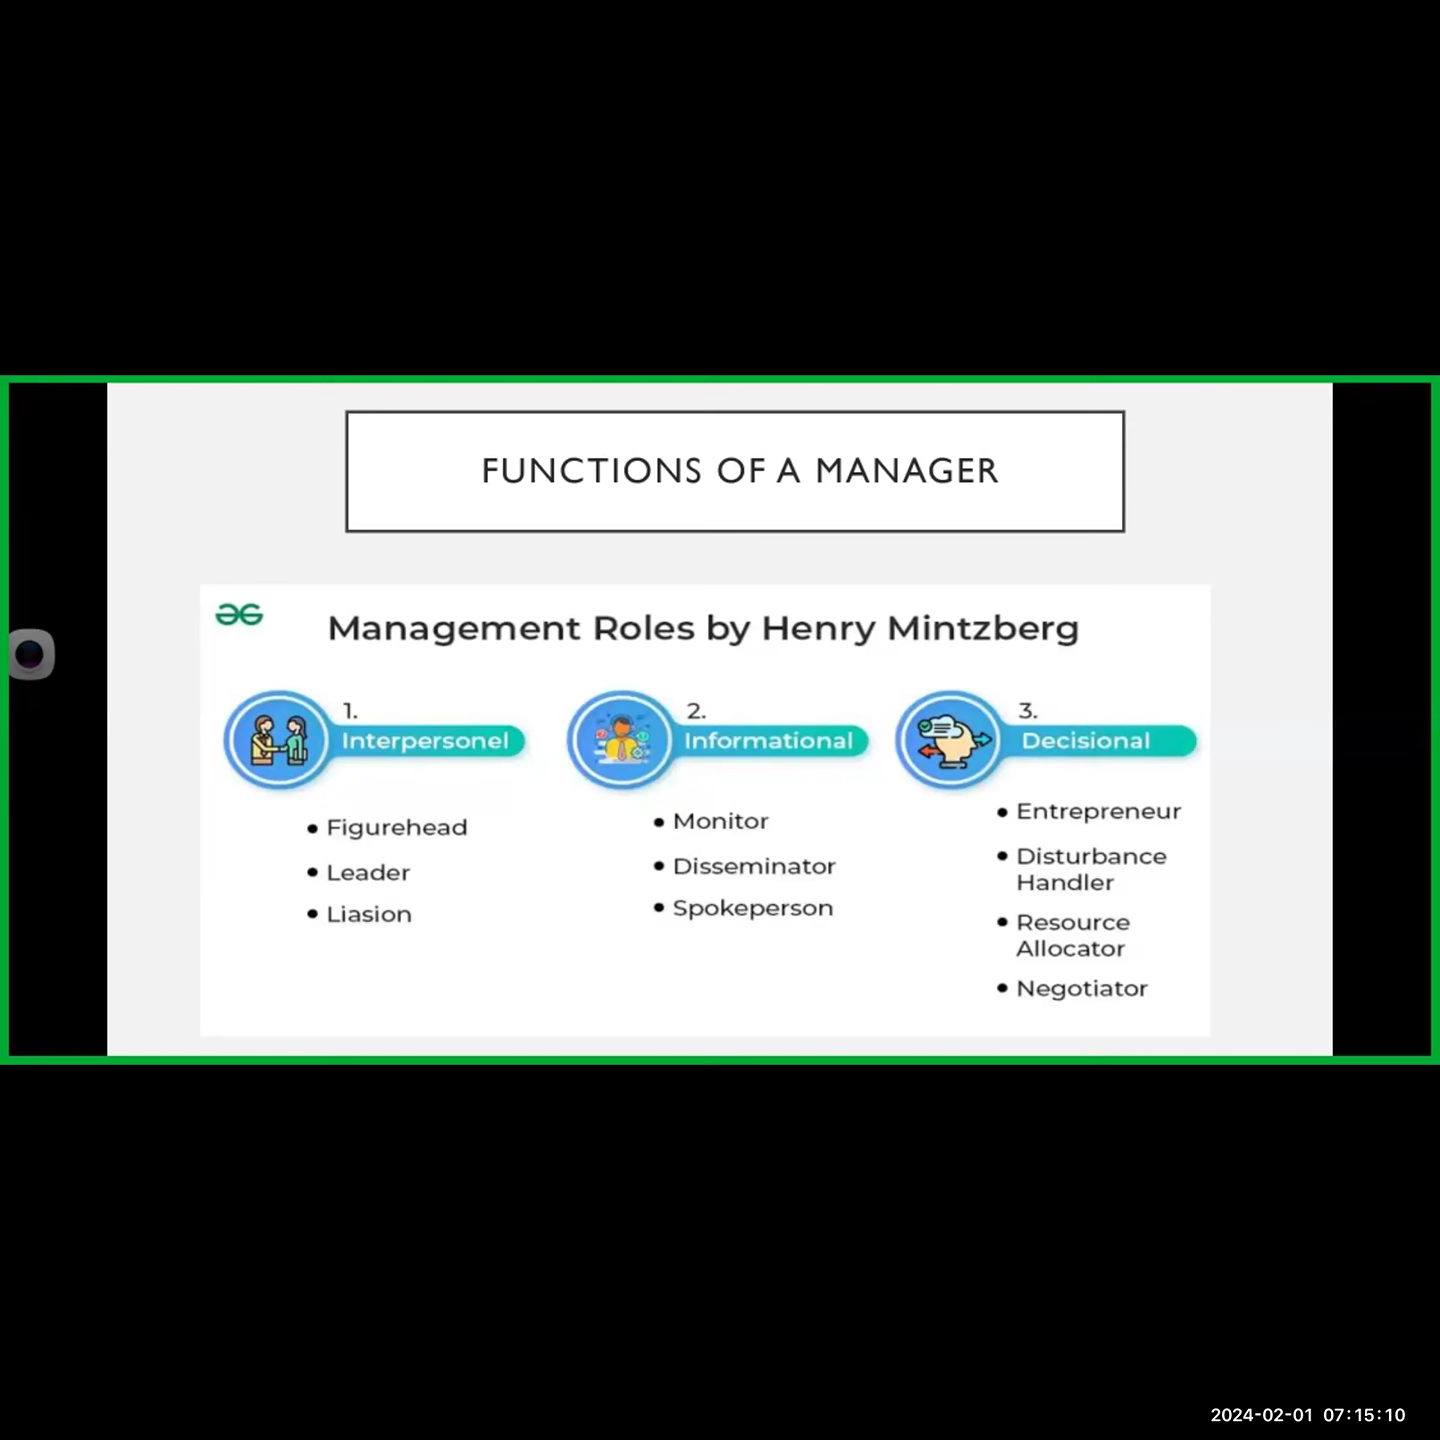 FUNCTIONS OF A MANAGER
Management Roles by Henry Mintzberg
1.
Interpersonel
• Figurehead
• Leader
• Liasion
2.
Informational
• Monitor
• Disseminator
• Spokeperson
3.
Decisional
• Entrepreneur
• Disturbance
Handler
• Resource
Allocator
• Negotiator
2024-02-01 07:15:10